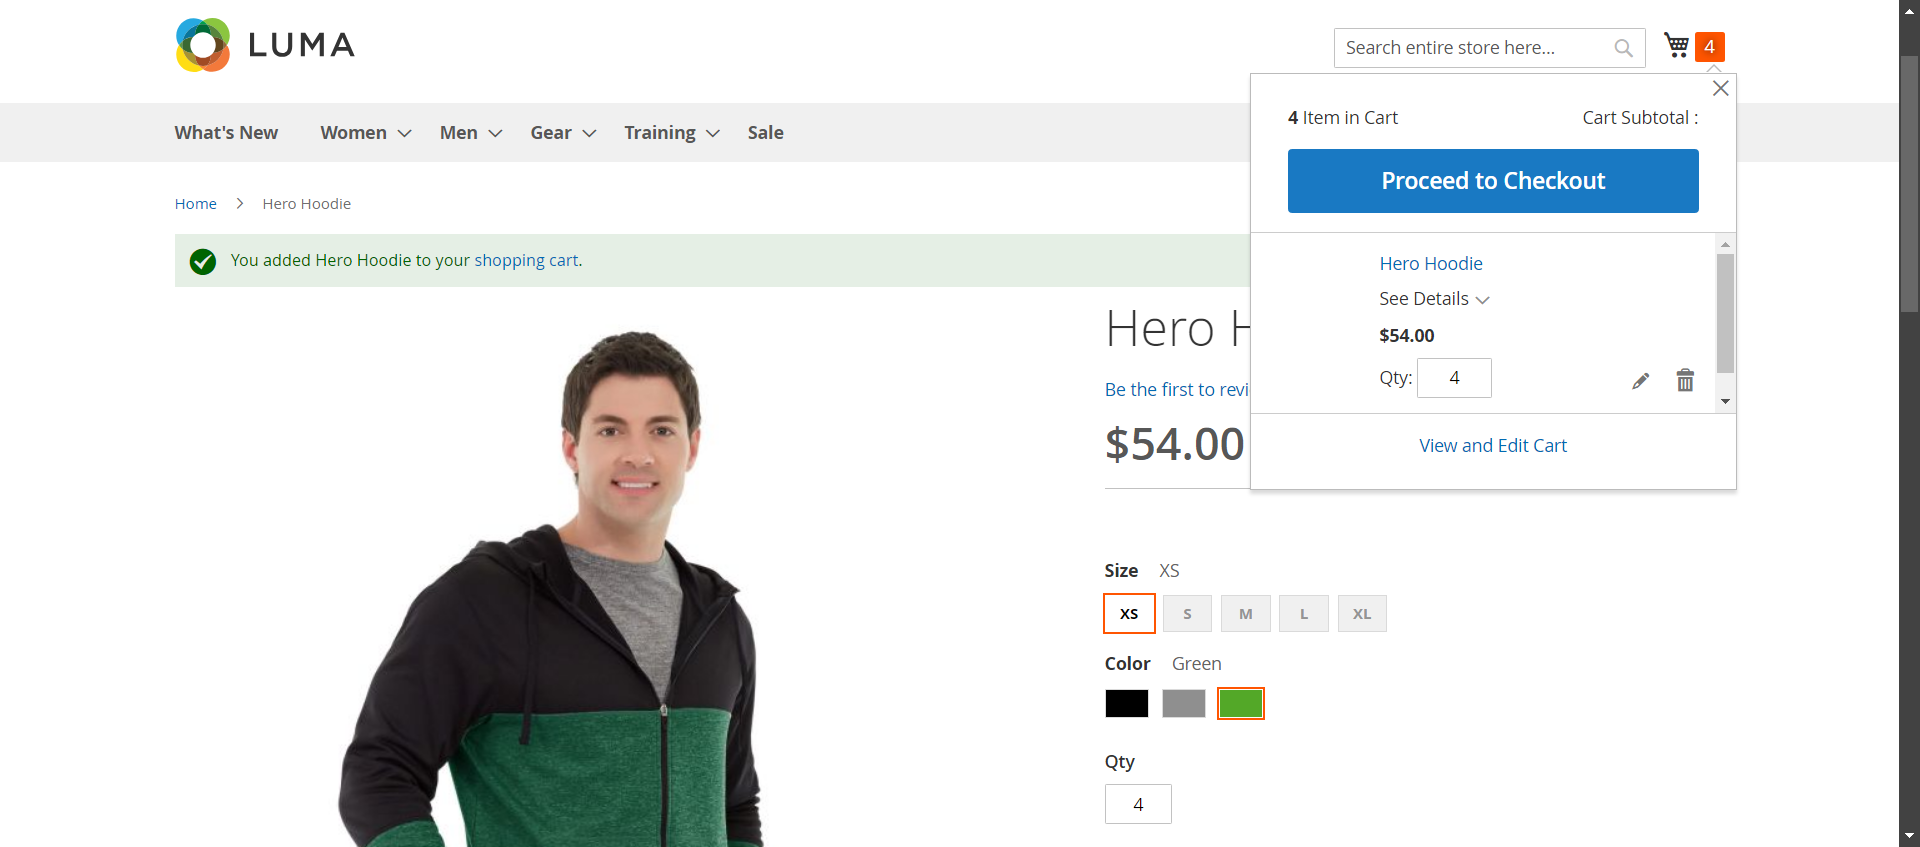 LUMA
Search entire store here...
4
What's New
Women
Men
Gear
Training
Sale
4 Item in Cart
Cart Subtotal :
Proceed to Checkout
Hero Hoodie
See Details
$54.00
Qty: 4
View and Edit Cart
Home
Hero Hoodie
You added Hero Hoodie to your shopping cart.
Hero H
Be the first to revi
$54.00
Size XS
XS S M L XL
Color Green
Qty
4